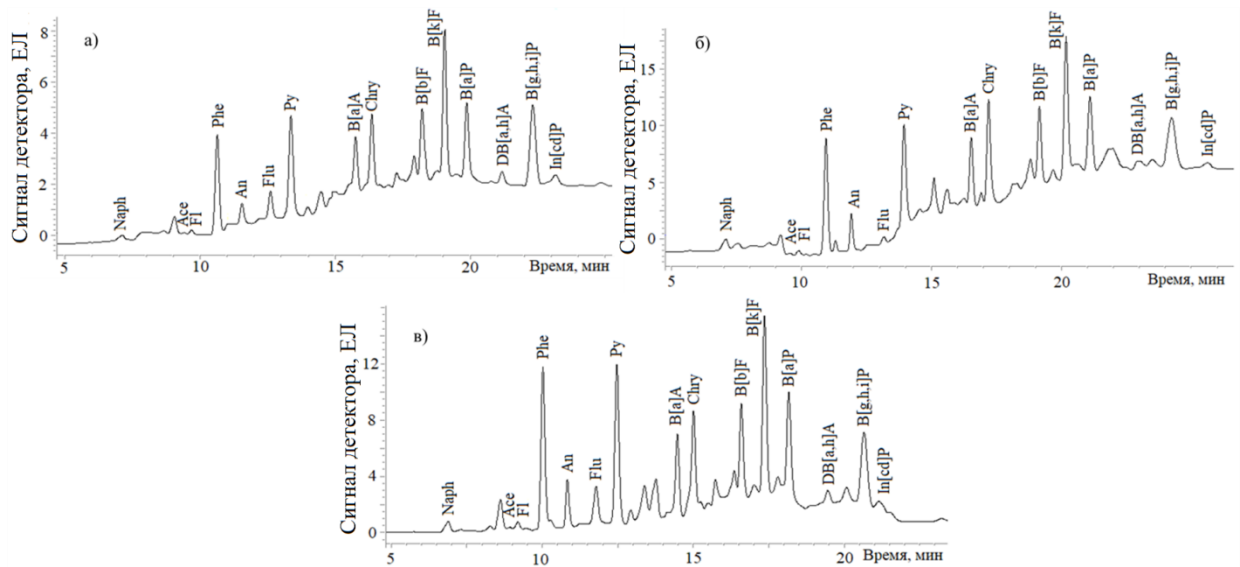 а)
Сигнал детектора, ЕЛ
8
6
4
2
0
Naph
Ace
Fl
Phe
An
Flu
Py
B[a]A
Chry
B[b]F
B[k]F
B[a]P
DB[a,h]A
B[g,h,i]P
In[cd]P
5
10
15
20
Время, мин
б)
Сигнал детектора, ЕЛ
15
10
5
0
Naph
Ace
Fl
Phe
An
Flu
Py
B[a]A
Chry
B[b]F
B[k]F
B[a]P
DB[a,h]A
B[g,h,i]P
In[cd]P
5
10
15
20
Время, мин
в)
Сигнал детектора, ЕЛ
12
8
4
0
Naph
Ace
Fl
Phe
An
Flu
Py
B[a]A
Chry
B[b]F
B[k]F
B[a]P
DB[a,h]A
B[g,h,i]P
In[cd]P
5
10
15
20
Время, мин